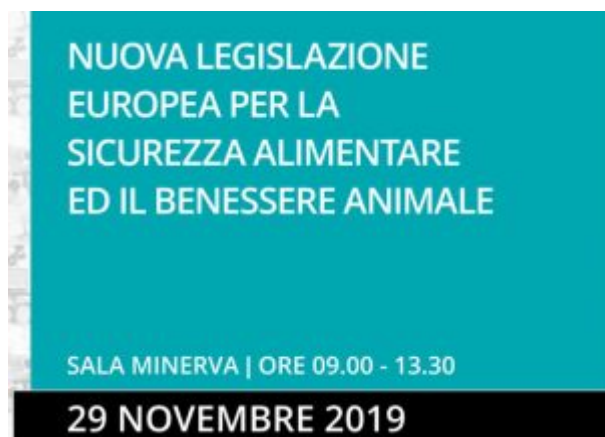 NUOVA LEGISLAZIONE
EUROPEA PER LA
SICUREZZA ALIMENTARE
ED IL BENESSERE ANIMALE
SALA MINERVA | ORE 09.00 - 13.30
29 NOVEMBRE 2019